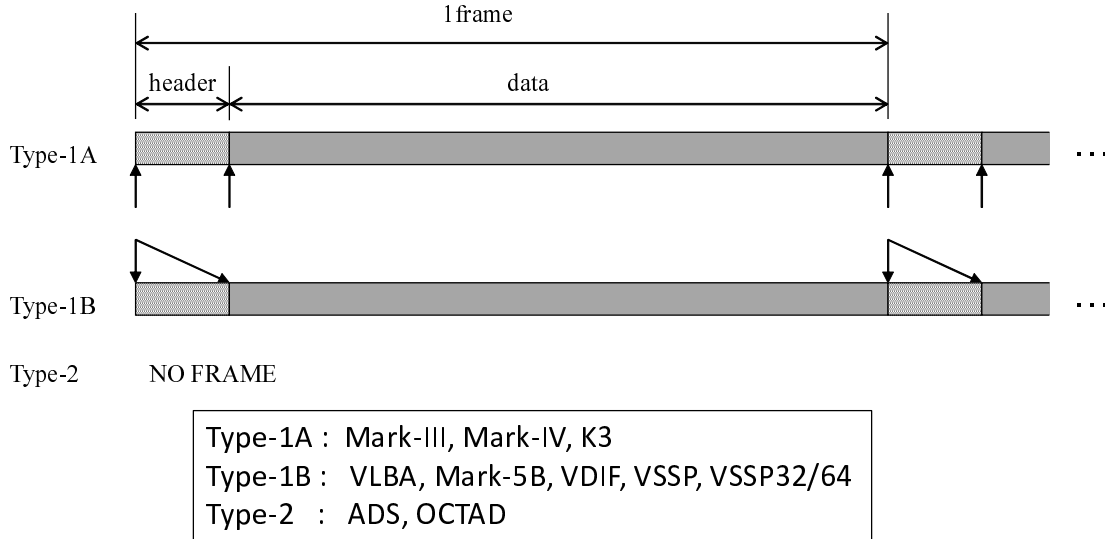 1frame
header data
Type-1A ...
Type-1B ...
Type-2 NO FRAME
Type-1A : Mark-III, Mark-IV, K3
Type-1B : VLBA, Mark-5B, VDIF, VSSP, VSSP32/64
Type-2 : ADS, OCTAD